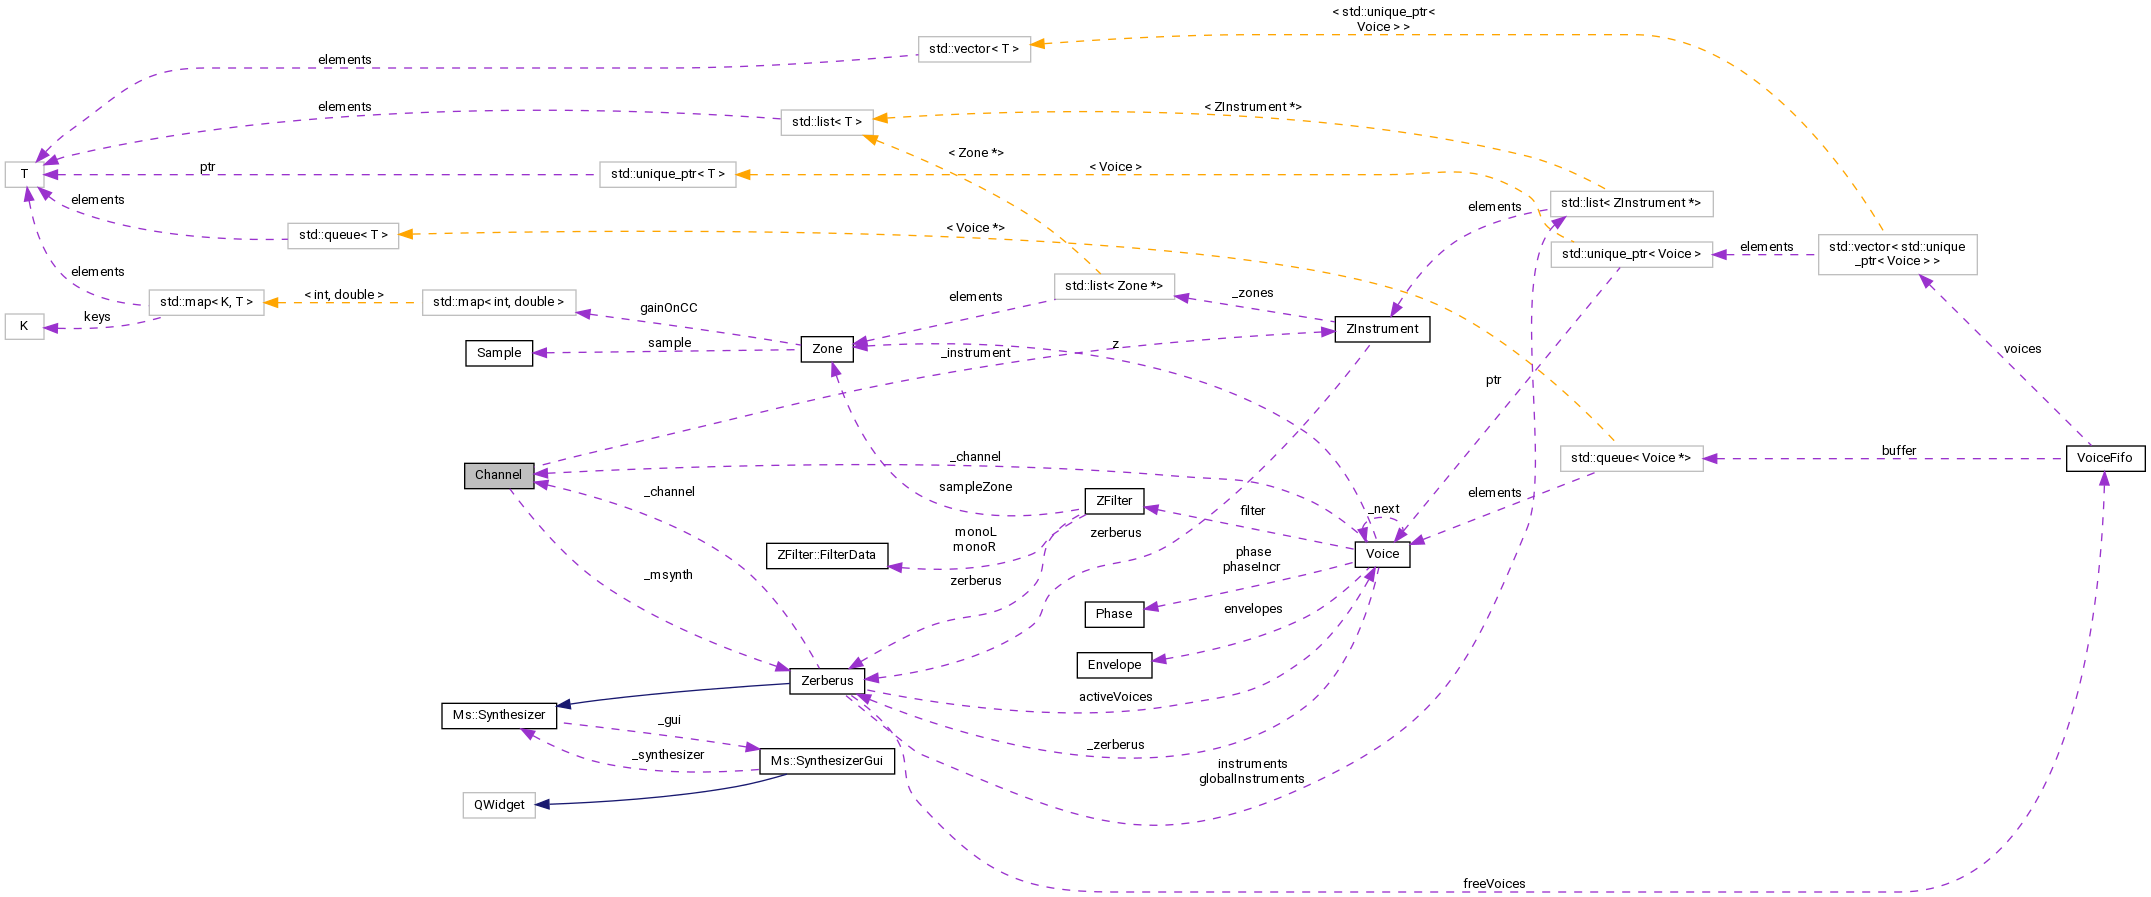 < std::unique_ptr<
Voice > >
std::vector< T >
elements
elements
< ZInstrument *>
std::list< T >
< Zone *>
T
ptr
std::unique_ptr< T >
< Voice >
elements
std::list< ZInstrument *>
elements
std::queue< T >
< Voice *>
std::unique_ptr< Voice >
elements
std::vector< std::unique
_ptr< Voice > >
elements
std::map< K, T >
< int, double >
std::map< int, double >
gainOnCC
elements
std::list< Zone *>
_zones
K
keys
Sample
sample
Zone
_instrument
z
ZInstrument
voices
ptr
Channel
_channel
std::queue< Voice *>
buffer
VoiceFifo
_channel
sampleZone
ZFilter
filter
elements
_next
monoL
monoR
zerberus
ZFilter::FilterData
Voice
phase
phaseIncr
_msynth
zerberus
Phase
envelopes
Envelope
Zerberus
activeVoices
Ms::Synthesizer
_gui
_synthesizer
Ms::SynthesizerGui
_zerberus
instruments
globalInstruments
QWidget
freeVoices